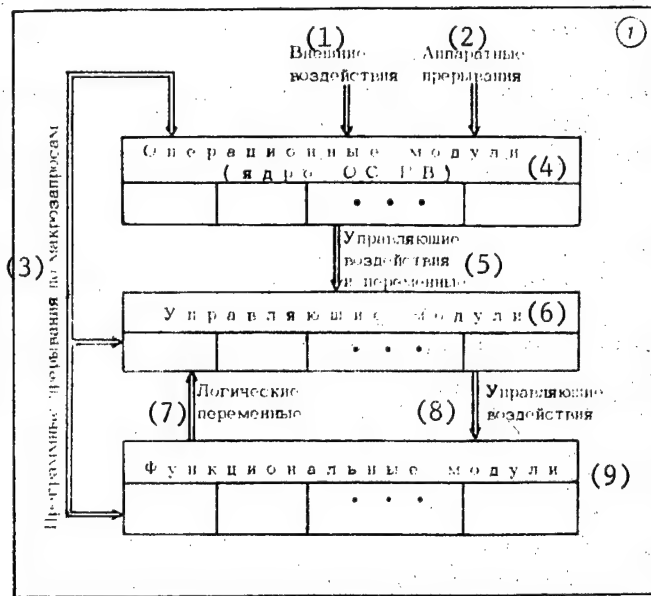 (1)
(2)
1
Внешние
воздействия
Аппаратные
прерывания
Операционные модули
(ядро ОС РВ)
(4)
• • •
(3)
Программные прерывания по макрозапросам
Управляющие
воздействия
и переменные
(5)
Управляющие модули
(6)
• • •
(7)
Логические
переменные
(8)
Управляющие
воздействия
Функциональные модули
(9)
• • •